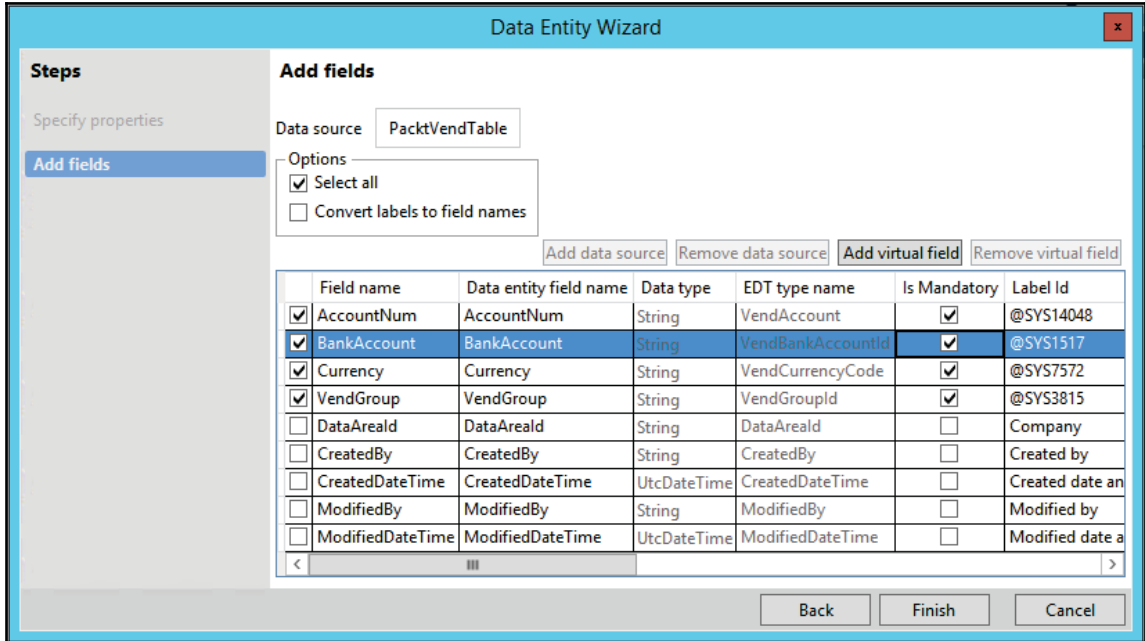 Data Entity Wizard
x
Steps
Specify properties
Add fields
Add fields
Data source PacktVendTable
Options
Select all
Convert labels to field names
Add data source Remove data source Add virtual field Remove virtual field
Field name Data entity field name Data type EDT type name Is Mandatory Label Id
AccountNum AccountNum String VendAccount @SYS14048
BankAccount BankAccount String VendBankAccountId @SYS1517
Currency Currency String VendCurrencyCode @SYS7572
VendGroup VendGroup String VendGroupId @SYS3815
DataAreaId DataAreaId String DataAreaId Company
CreatedBy CreatedBy String CreatedBy Created by
CreatedDateTime CreatedDateTime UtcDateTime CreatedDateTime Created date an
ModifiedBy ModifiedBy String ModifiedBy Modified by
ModifiedDateTime ModifiedDateTime UtcDateTime ModifiedDateTime Modified date a
Back Finish Cancel